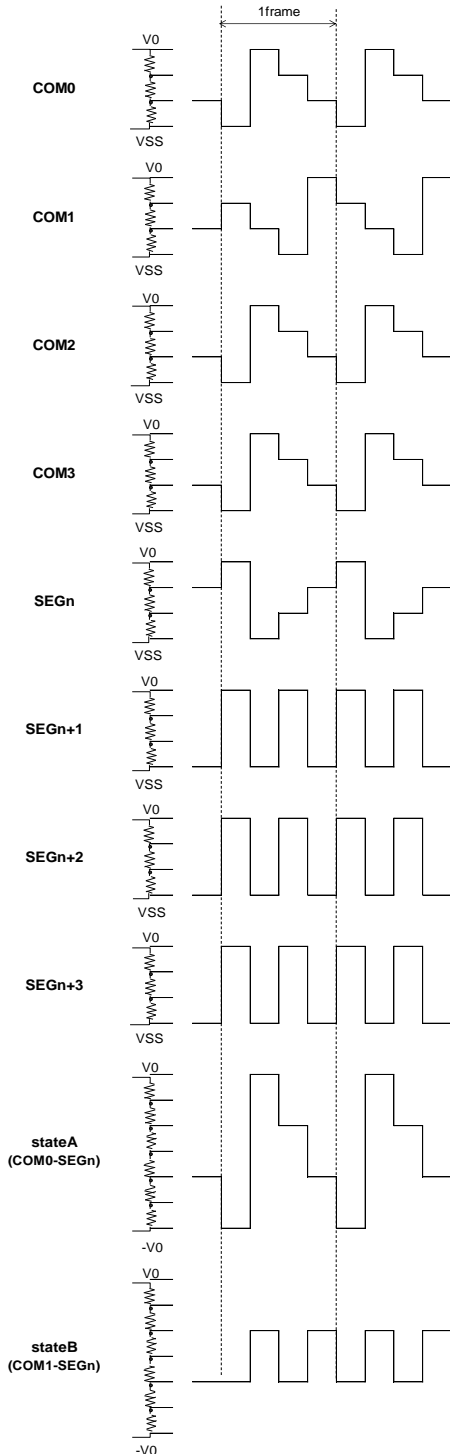 1frame
V0
COM0
VSS
V0
COM1
VSS
V0
COM2
VSS
V0
COM3
VSS
V0
SEGn
VSS
V0
SEGn+1
VSS
V0
SEGn+2
VSS
V0
SEGn+3
VSS
V0
stateA
(COM0-SEGn)
-V0
V0
stateB
(COM1-SEGn)
-V0